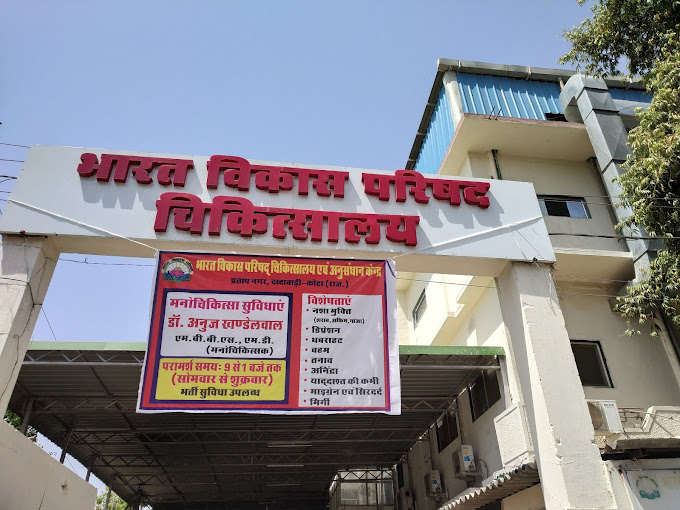 भारत विकास परिषद
चिकित्सालय
भारत विकास परिषद् चिकित्सालय एवं अनुसंधान केन्द्र
प्रताप नगर, दादाबाड़ी-कोटा (राज.)
मनोचिकित्सा सुविधाएं
डॉ. अनुज खण्डेलवाल
एम.बी.बी.एस., एम.डी.
(मनोचिकित्सक)
परामर्श समय: 9 से 1 बजे तक
(सोमवार से शुक्रवार)
भर्ती सुविधा उपलब्ध
विशेषताएं
• नशा मुक्ति
(शराब, अफिम, गांजा)
• डिप्रेशन
• घबराहट
• वहम
• तनाव
• अनिंद्रा
• याद्दाश्त की कमी
• माइग्रेन एवं सिरदर्द
• मिर्गी